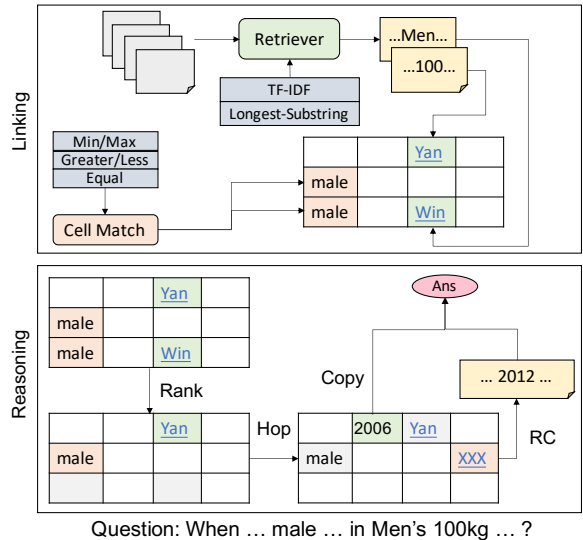 Linking
Retriever
...Men...
...100...
TF-IDF
Longest-Substring
Min/Max
Greater/Less
Equal
Cell Match
Yan
male
male
Win
Reasoning
Yan
male
male
Win
Rank
Yan
male
Hop
Ans
Copy
... 2012 ...
RC
2006
Yan
male
XXX
Question: When ... male ... in Men's 100kg ... ?